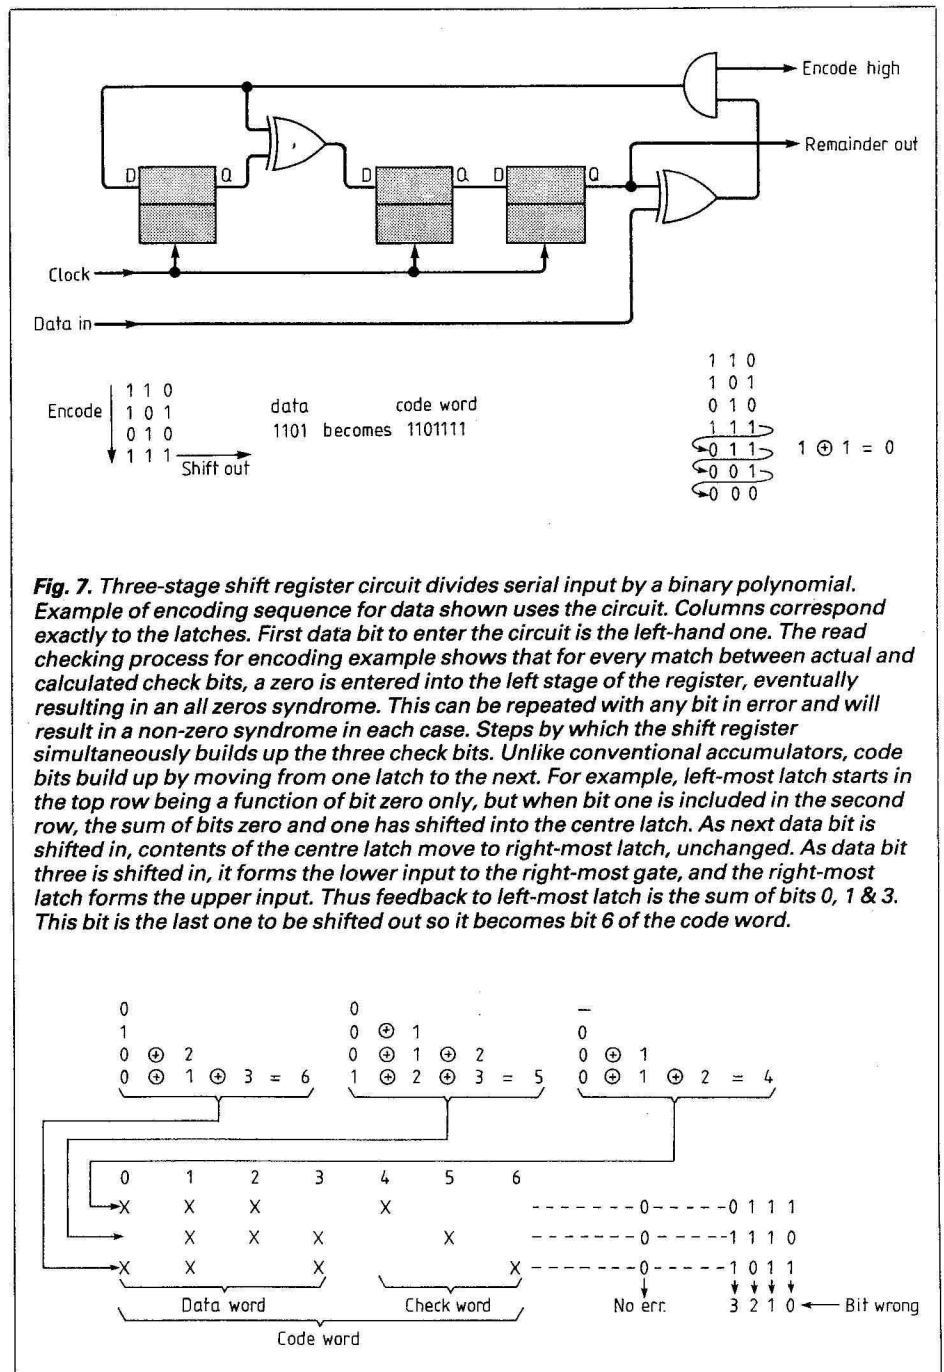 Encode high
Remainder out
D Q D Q D Q
Clock
Data in
Encode
1 1 0
1 0 1
0 1 0
1 1 1
Shift out
data code word
1101 becomes 1101111
1 1 0
1 0 1
0 1 0
1 1 1
0 1 1 1 ⊕ 1 = 0
0 0 1
0 0 0
Fig. 7. Three-stage shift register circuit divides serial input by a binary polynomial.
Example of encoding sequence for data shown uses the circuit. Columns correspond
exactly to the latches. First data bit to enter the circuit is the left-hand one. The read
checking process for encoding example shows that for every match between actual and
calculated check bits, a zero is entered into the left stage of the register, eventually
resulting in an all zeros syndrome. This can be repeated with any bit in error and will
result in a non-zero syndrome in each case. Steps by which the shift register
simultaneously builds up the three check bits. Unlike conventional accumulators, code
bits build up by moving from one latch to the next. For example, left-most latch starts in
the top row being a function of bit zero only, but when bit one is included in the second
row, the sum of bits zero and one has shifted into the centre latch. As next data bit is
shifted in, contents of the centre latch move to right-most latch, unchanged. As data bit
three is shifted in, it forms the lower input to the right-most gate, and the right-most
latch forms the upper input. Thus feedback to left-most latch is the sum of bits 0, 1 & 3.
This bit is the last one to be shifted out so it becomes bit 6 of the code word.
0 0 –
1 0 ⊕ 1 0
0 ⊕ 2 0 ⊕ 1 ⊕ 2 0 ⊕ 1
0 ⊕ 1 ⊕ 3 = 6 1 ⊕ 2 ⊕ 3 = 5 0 ⊕ 1 ⊕ 2 = 4
0 1 2 3 4 5 6
X X X X - - - - - - - 0 - - - - - 0 1 1 1
X X X X - - - - - - - 0 - - - - - 1 1 1 0
X X X X - - - - - - - 0 - - - - - 1 0 1 1
Data word Check word No err. 3 2 1 0 Bit wrong
Code word